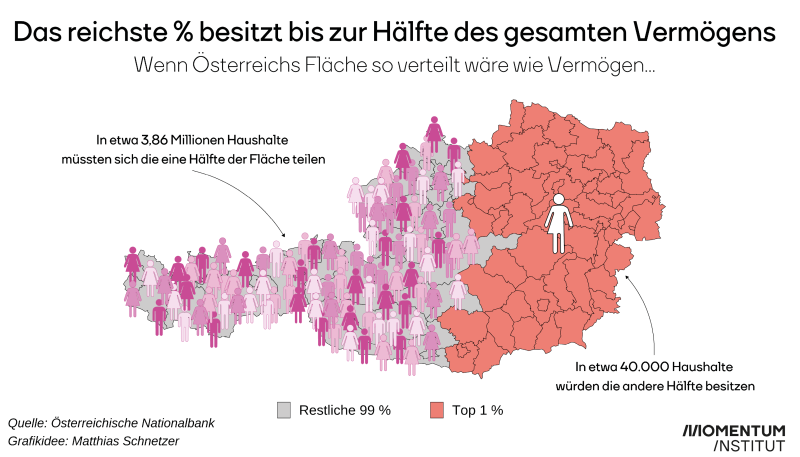 Das reichste % besitzt bis zur Hälfte des gesamten Vermögens
Wenn Österreichs Fläche so verteilt wäre wie Vermögen...
In etwa 3,86 Millionen Haushalte
müssten sich die eine Hälfte der Fläche teilen
In etwa 40.000 Haushalte
würden die andere Hälfte besitzen
Restliche 99 %
Top 1 %
Quelle: Österreichische Nationalbank
Grafikidee: Matthias Schnetzer
MOMENTUM
INSTITUT